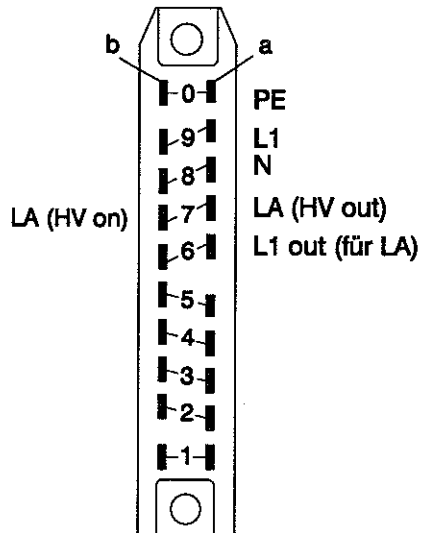 b a
0 PE
9 L1
8 N
LA (HV on) 7 LA (HV out)
6 L1 out (für LA)
5
4
3
2
1